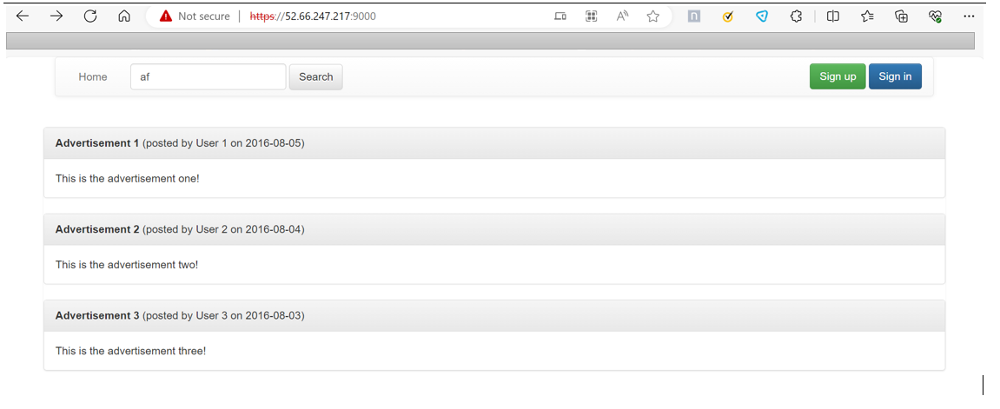 Not secure | https://52.66.247.217:9000
Home af Search Sign up Sign in
Advertisement 1 (posted by User 1 on 2016-08-05)
This is the advertisement one!
Advertisement 2 (posted by User 2 on 2016-08-04)
This is the advertisement two!
Advertisement 3 (posted by User 3 on 2016-08-03)
This is the advertisement three!